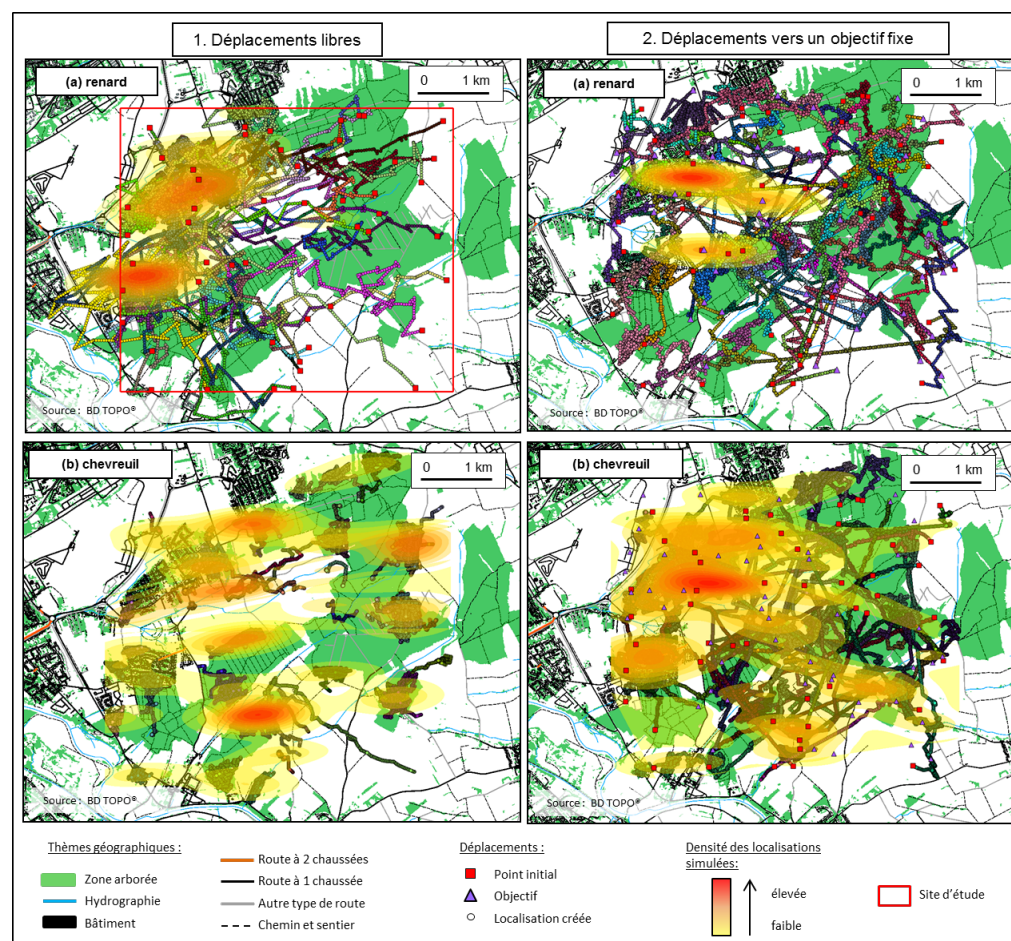 1. Déplacements libres
2. Déplacements vers un objectif fixe
(a) renard
0 1 km
Source : BD TOPO®
(a) renard
0 1 km
Source : BD TOPO®
(b) chevreuil
0 1 km
Source : BD TOPO®
(b) chevreuil
0 1 km
Source : BD TOPO®
Thèmes géographiques :
Zone arborée
Hydrographie
Bâtiment
Route à 2 chaussées
Route à 1 chaussée
Autre type de route
Chemin et sentier
Déplacements :
Point initial
Objectif
Localisation créée
Densité des localisations
simulées:
élevée
faible
Site d'étude